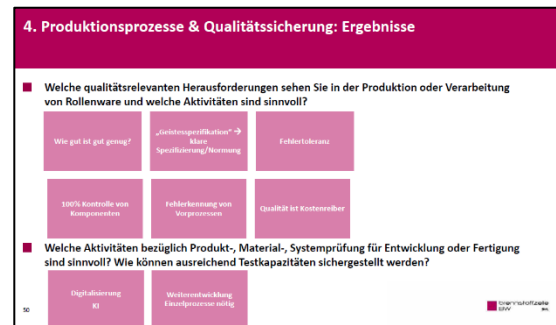 4. Produktionsprozesse & Qualitätssicherung: Ergebnisse
Welche qualitätsrelevanten Herausforderungen sehen Sie in der Produktion oder Verarbeitung
von Rollenware und welche Aktivitäten sind sinnvoll?
Wie gut ist gut genug?
„Geistessperifikation" →
klare
Spezifizierung/Normung
Fehlertoleranz
100% Kontrolle von
Komponenten
Fehlerkennung von
Vorprozessen
Qualität ist Kostenreiber
Welche Aktivitäten bezüglich Produkt-, Material-, Systemprüfung für Entwicklung oder Fertigung
sind sinnvoll? Wie können ausreichend Testkapazitäten sichergestellt werden?
Digitalisierung
KI
Weiterentwicklung
Einzelprozesse nötig
50
brennstoffzelle
BW